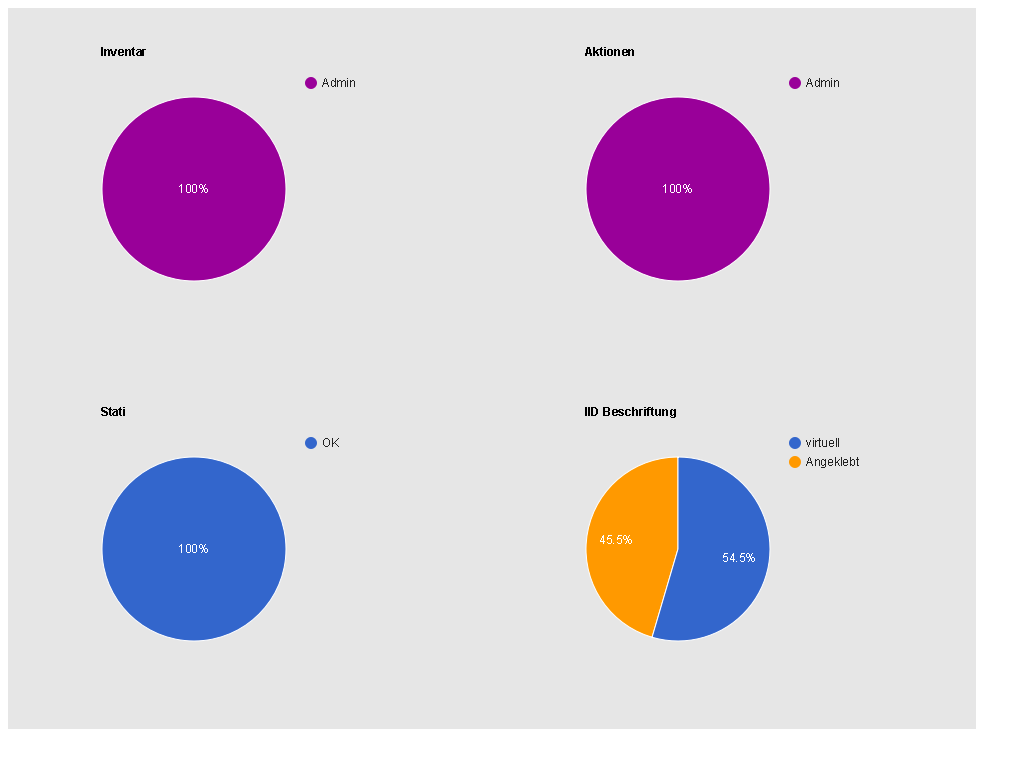 Inventar
Admin
100%
Aktionen
Admin
100%
Stati
OK
100%
IID Beschriftung
virtuell
Angeklebt
45.5%
54.5%